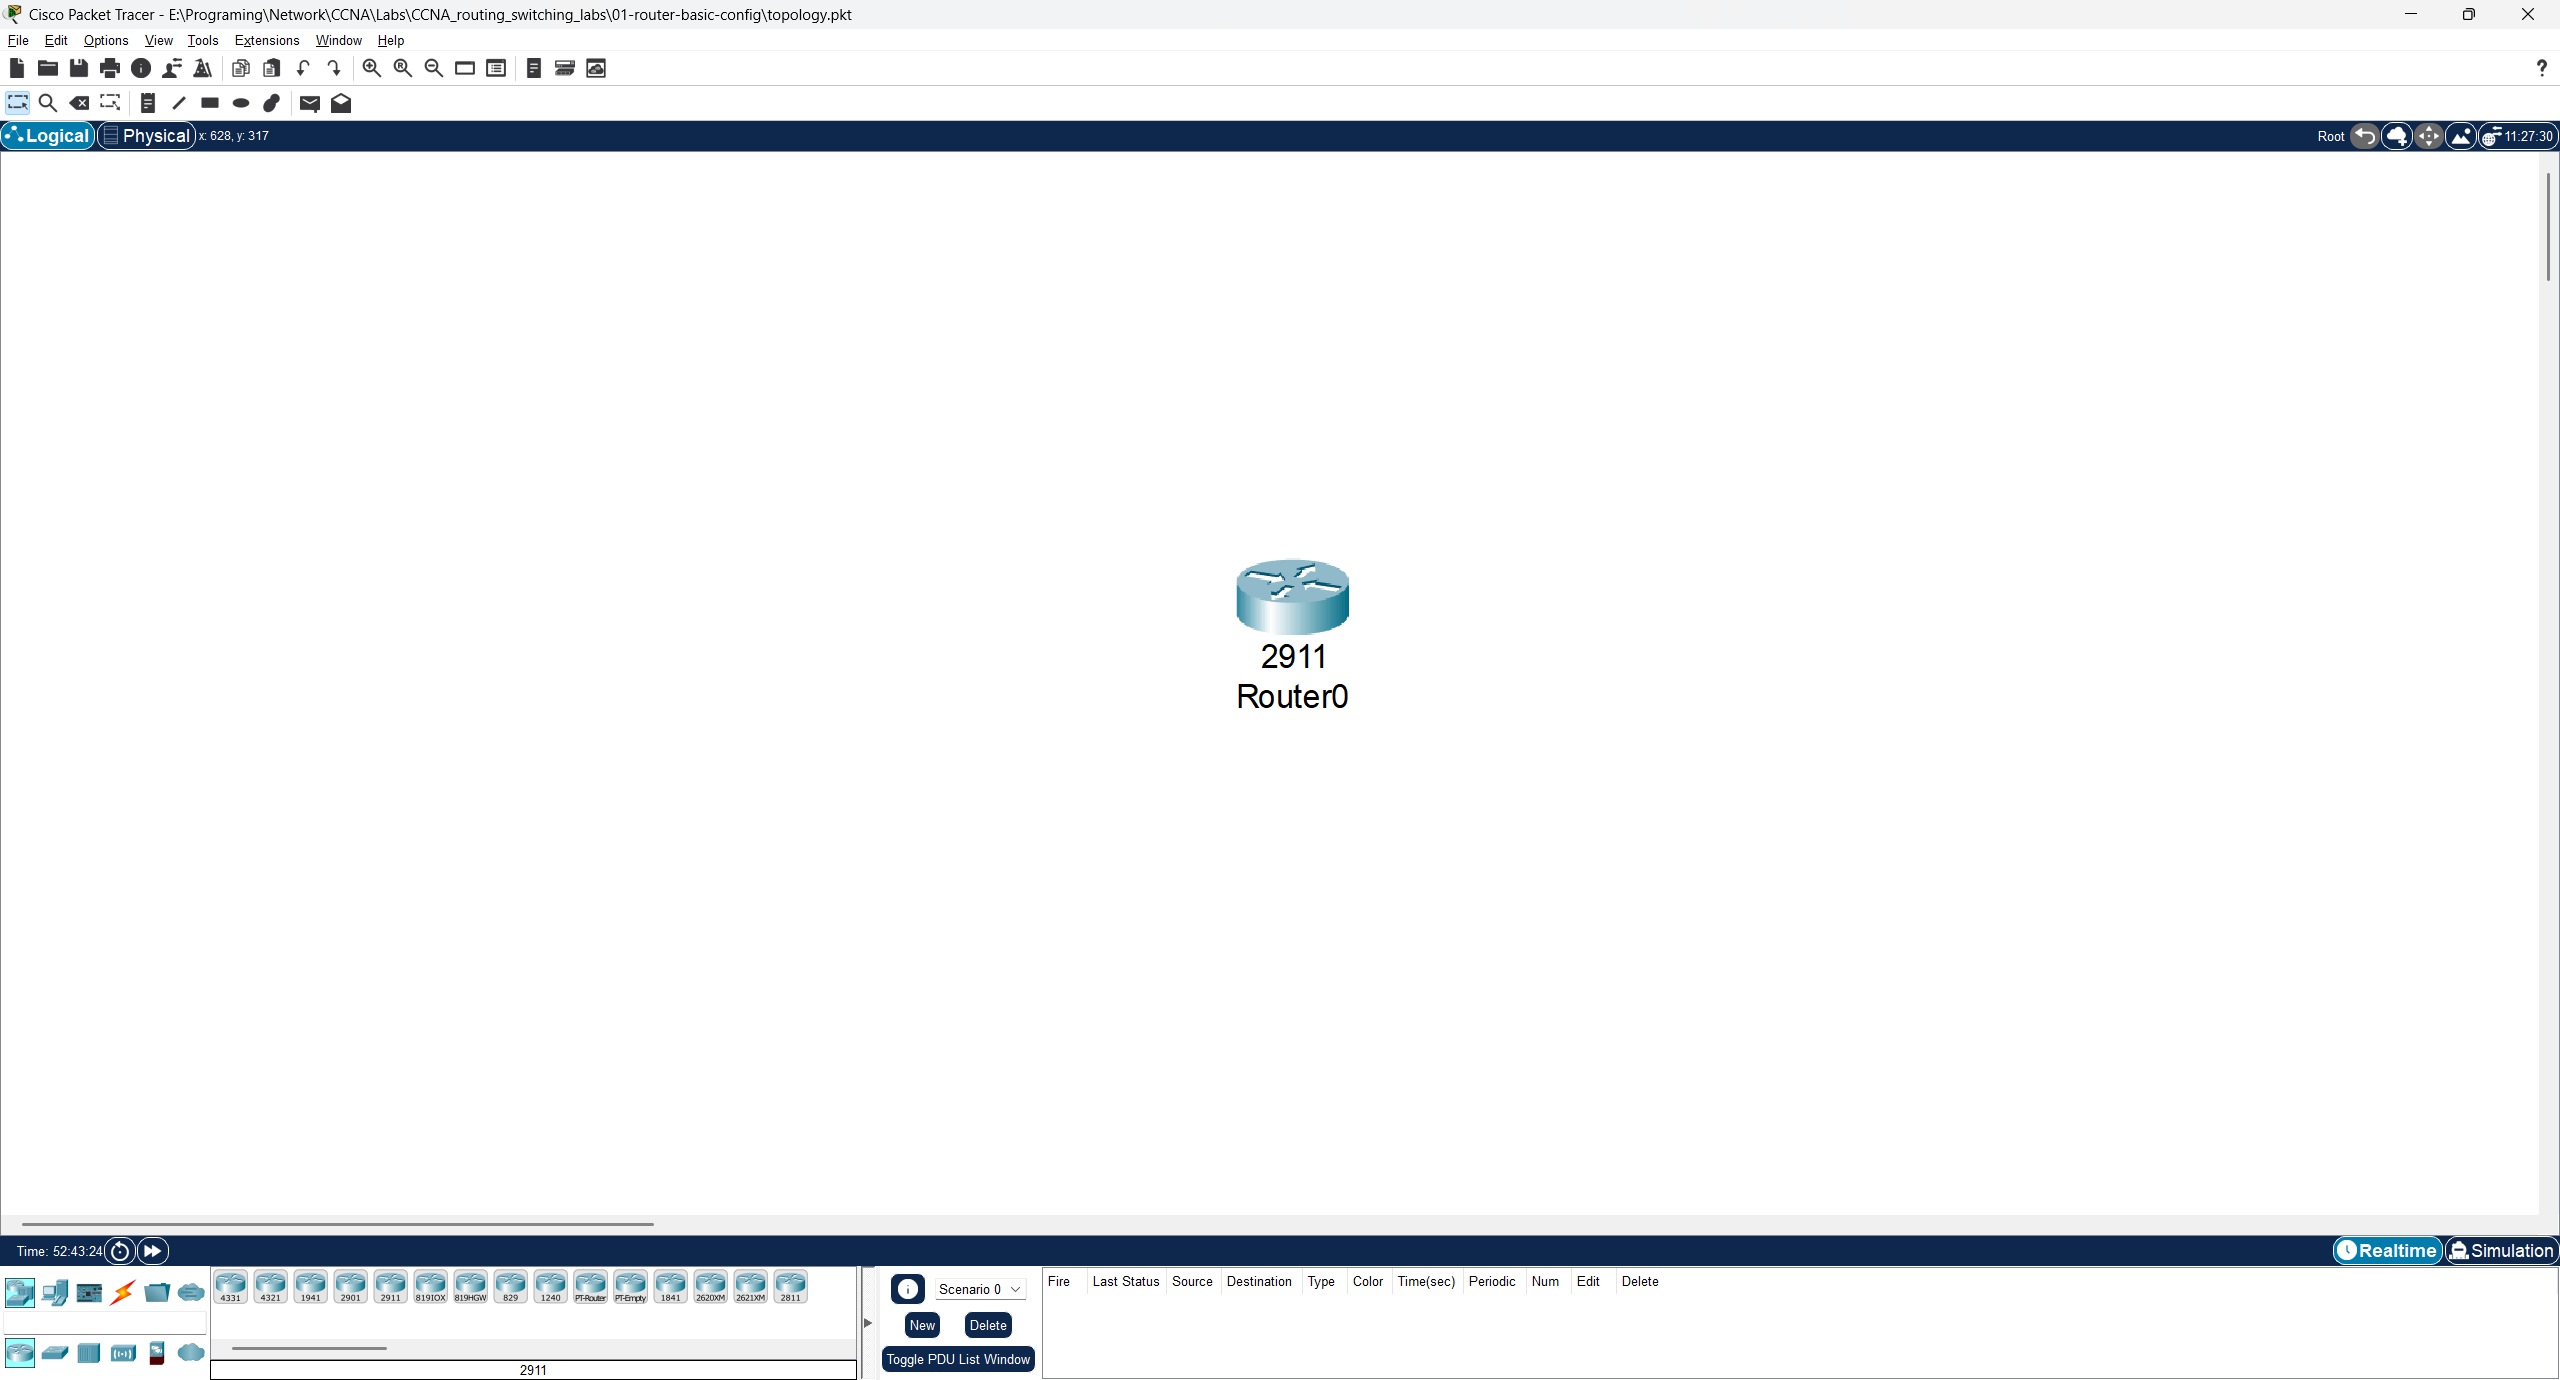 Cisco Packet Tracer - E:\Programing\Network\CCNA\Labs\CCNA_routing_switching_labs\01-router-basic-config\topology.pkt
File Edit Options View Tools Extensions Window Help
?
Logical Physical x: 628, y: 317 Root 11:27:30
2911
Router0
Time: 52:43:24 Realtime Simulation
4331 4321 1941 2901 2911 819IOX 819HGW 829 1240 PT-Router PT-Empty 1841 2620XM 2621XM 2811
2911
Scenario 0
New Delete
Toggle PDU List Window
Fire Last Status Source Destination Type Color Time(sec) Periodic Num Edit Delete